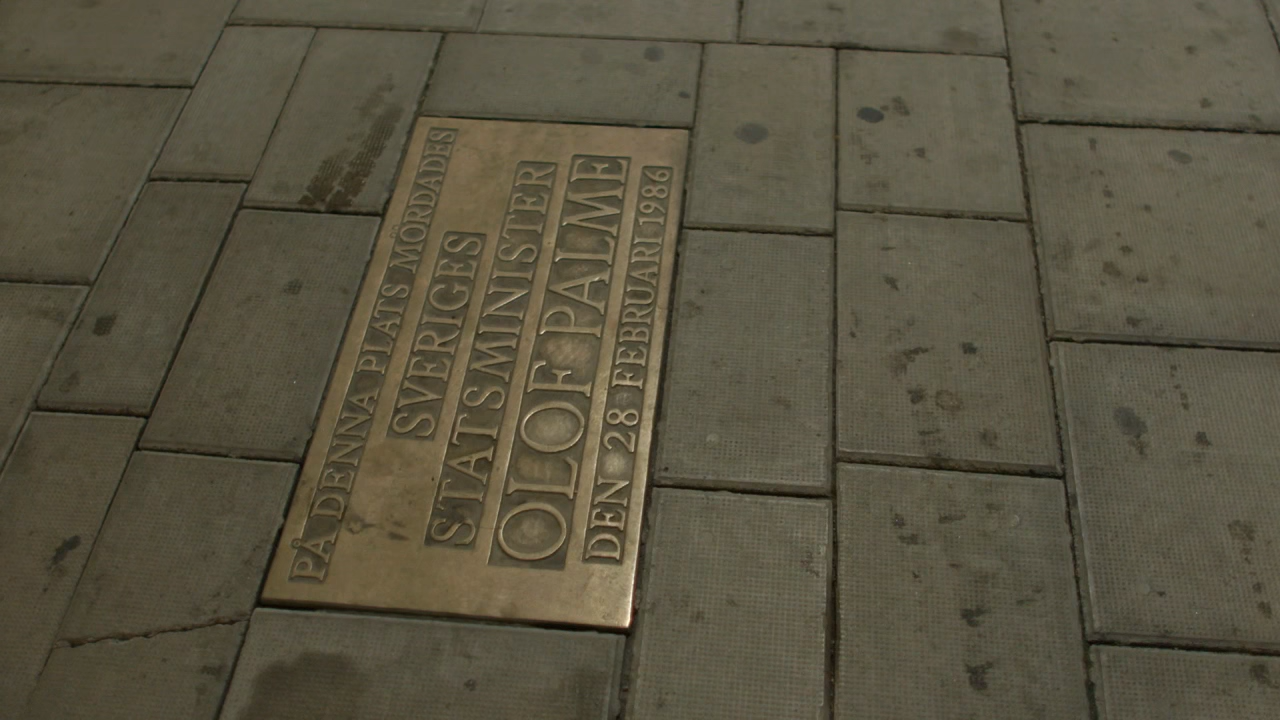 PÅ DENNA PLATS MÖRDADES
SVERIGES
STATSMINISTER
OLOF PALME
DEN 28 FEBRUARI 1986